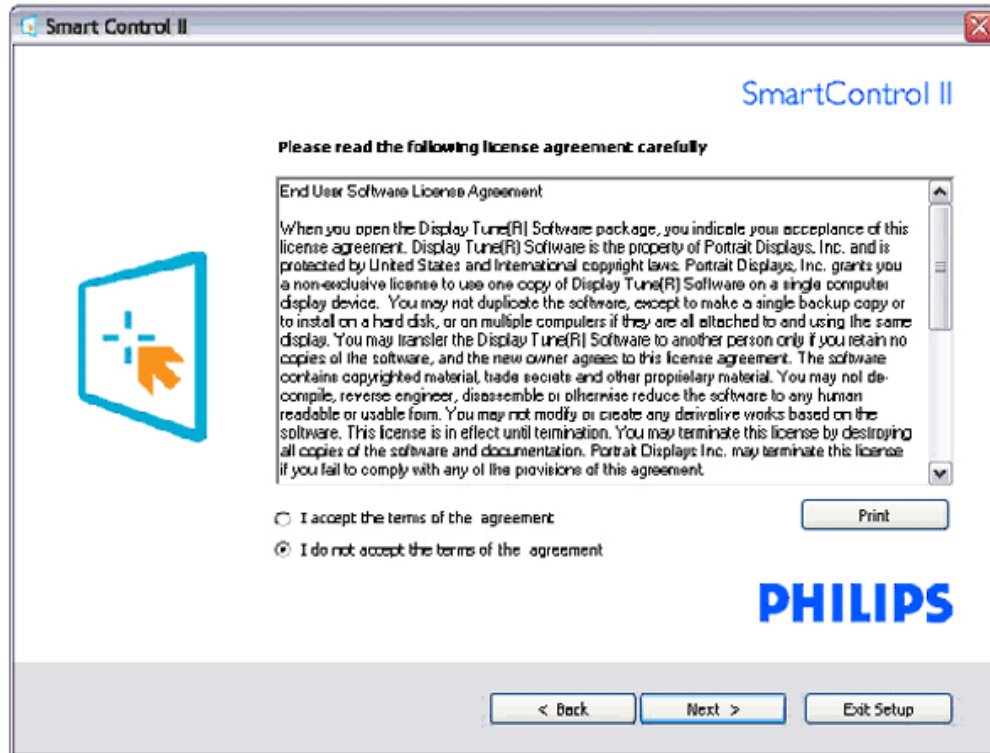 Smart Control II
SmartControl II
Please read the following license agreement carefully
End User Software License Agreement
When you open the Display Tune(R) Software package, you indicate your acceptance of this
license agreement. Display Tune(R) Software is the property of Portrait Displays, Inc. and is
protected by United States and International copyright laws. Portrait Displays, Inc. grants you
a non-exclusive license to use one copy of Display Tune(R) Software on a single computer
display device. You may not duplicate the software, except to make a single backup copy or
to install on a hard disk, or on multiple computers if they are all attached to and using the same
display. You may transfer the Display Tune(R) Software to another person only if you retain no
copies of the software, and the new owner agrees to this license agreement. The software
contains copyrighted material, trade secrets and other proprietary material. You may not de-
compile, reverse engineer, disassemble or otherwise reduce the software to any human
readable or usable form. You may not modify or create any derivative works based on the
software. This license is in effect until termination. You may terminate this license by destroying
all copies of the software and documentation. Portrait Displays Inc. may terminate this license
if you fail to comply with any of the provisions of this agreement.
I accept the terms of the agreement
Print
I do not accept the terms of the agreement
PHILIPS
< Back
Next >
Exit Setup